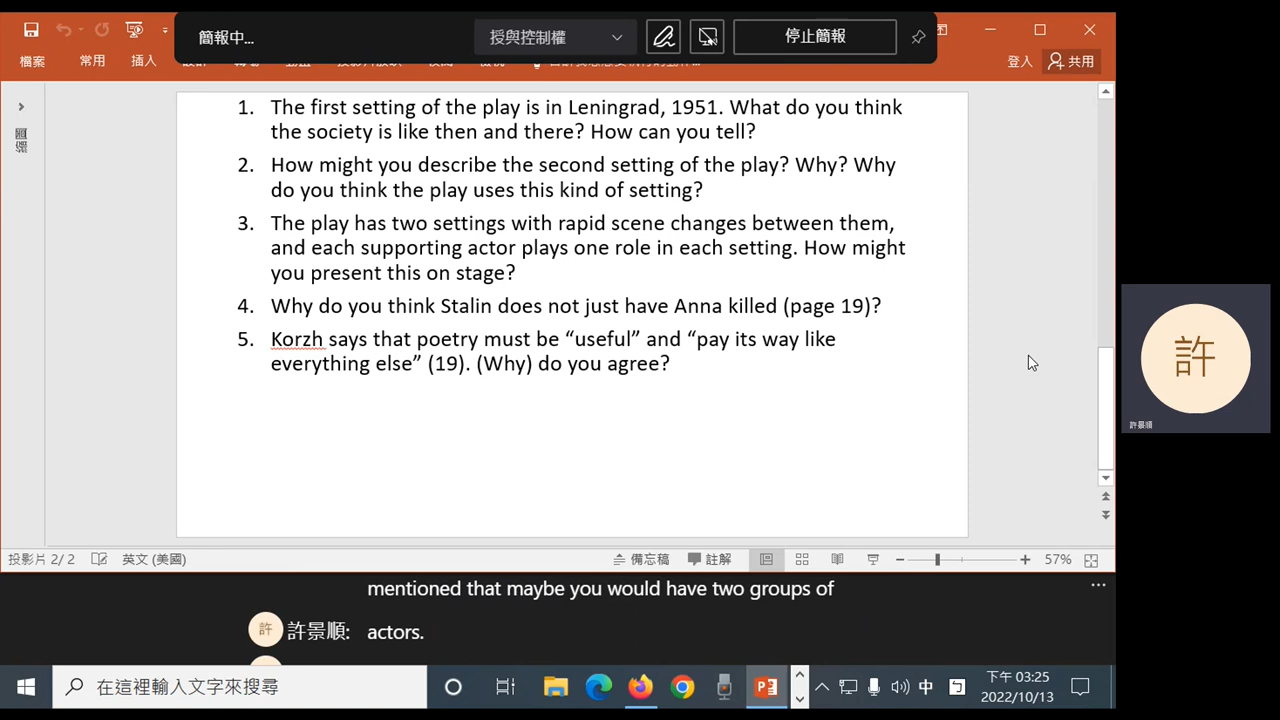 簡報中...
授與控制權
停止簡報
檔案
常用
插入
登入
共用
1. The first setting of the play is in Leningrad, 1951. What do you think
the society is like then and there? How can you tell?
2. How might you describe the second setting of the play? Why? Why
do you think the play uses this kind of setting?
3. The play has two settings with rapid scene changes between them,
and each supporting actor plays one role in each setting. How might
you present this on stage?
4. Why do you think Stalin does not just have Anna killed (page 19)?
5. Korzh says that poetry must be “useful” and “pay its way like
everything else” (19). (Why) do you agree?
許
許景順
投影片 2/2
英文 (美國)
備忘稿
註解
57%
mentioned that maybe you would have two groups of
許
許景順:
actors.
在這裡輸入文字來搜尋
中
下午 03:25
2022/10/13